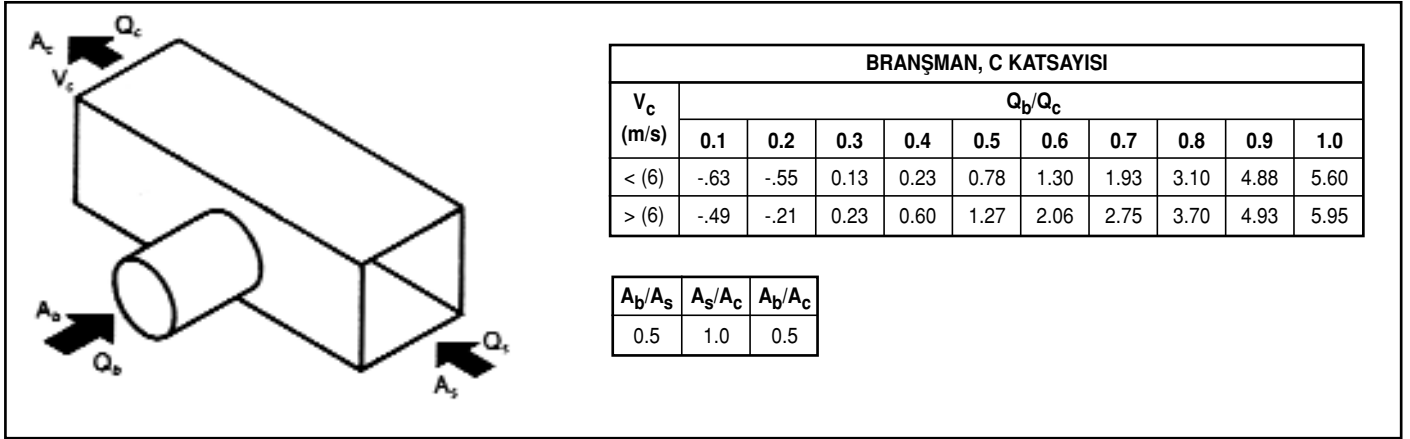 Qc
Ac
Vc
Ab
Qb
Qs
As
BRANŞMAN, C KATSAYISI
Vc (m/s) Qb/Qc
0.1 0.2 0.3 0.4 0.5 0.6 0.7 0.8 0.9 1.0
< (6) -.63 -.55 0.13 0.23 0.78 1.30 1.93 3.10 4.88 5.60
> (6) -.49 -.21 0.23 0.60 1.27 2.06 2.75 3.70 4.93 5.95
Ab/As As/Ac Ab/Ac
0.5 1.0 0.5